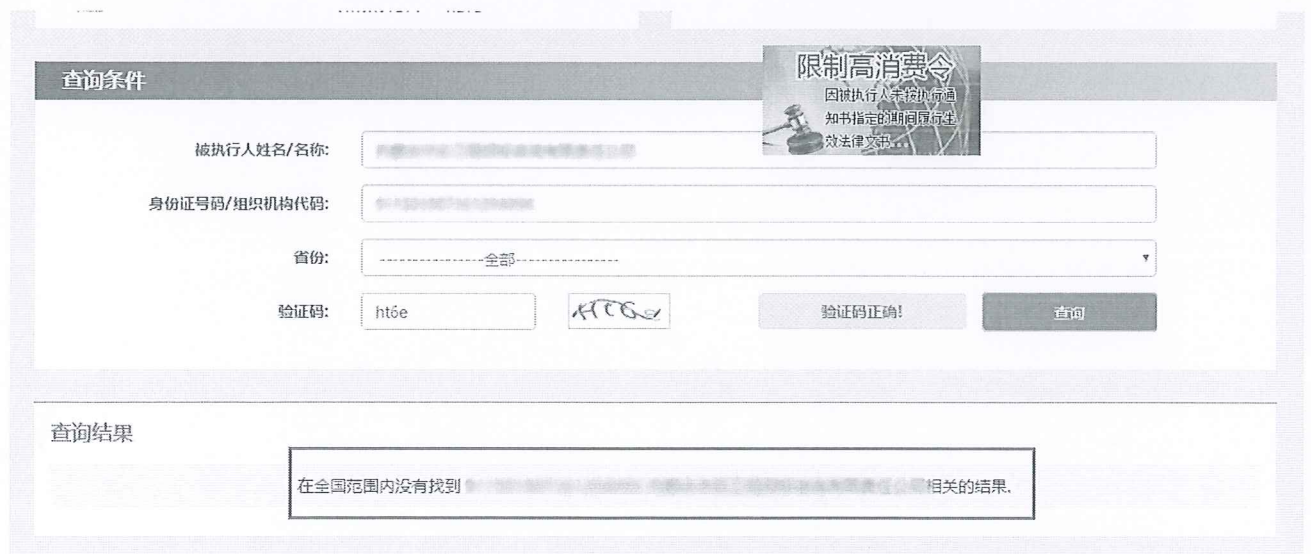 查询条件
限制高消费令
因被执行人未按执行通
知书指定的期间履行生
效法律文书...
被执行人姓名/名称:
身份证号码/组织机构代码:
省份:
------------------全部------------------
验证码:
ht6e
验证码正确!
查询
查询结果
在全国范围内没有找到
相关的结果.